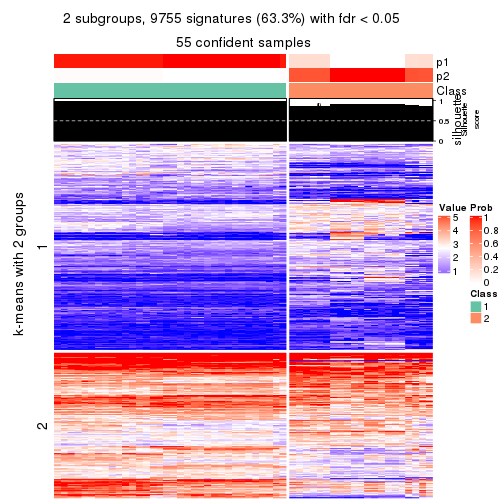 2 subgroups, 9755 signatures (63.3%) with fdr < 0.05
55 confident samples
p1
p2
Class
silhouette
Silhouette
score
1
0.5
0
k-means with 2 groups
1
2
Value
5
4
3
2
1
Prob
1
0.8
0.6
0.4
0.2
0
Class
1
2